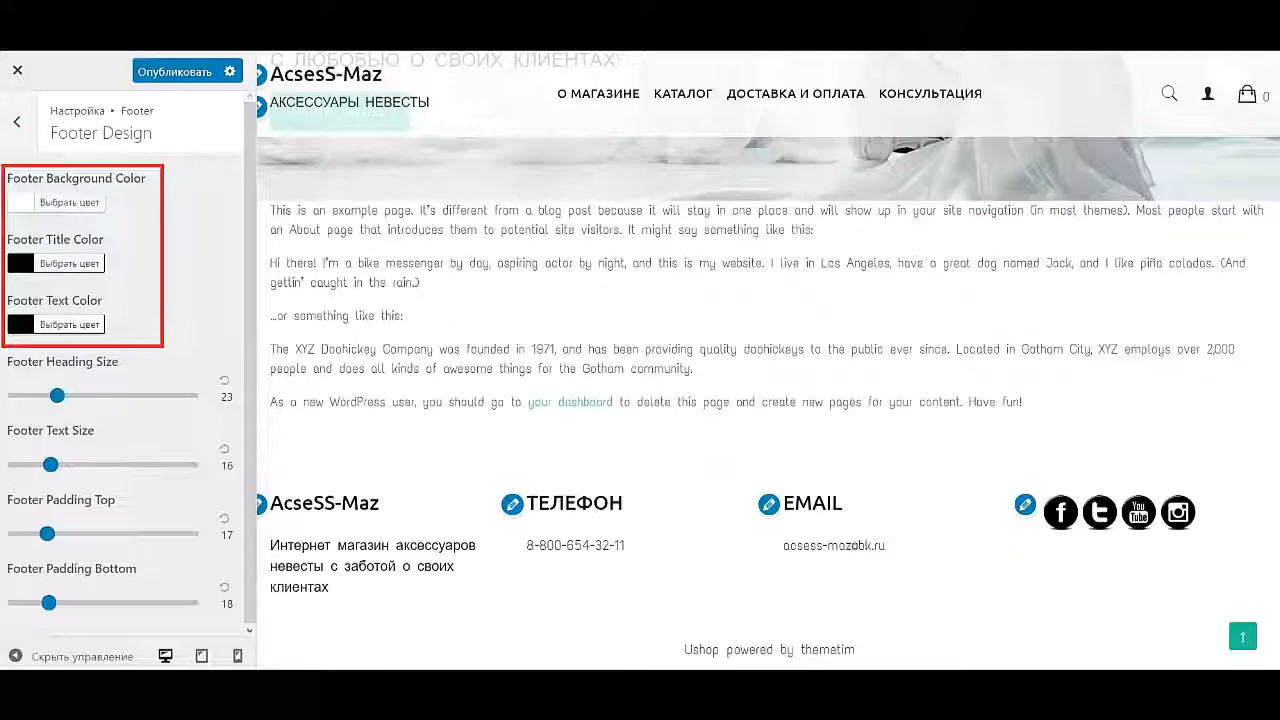 Опубликовать
Настройка ▸ Footer
Footer Design
Footer Background Color
Выбрать цвет
Footer Title Color
Выбрать цвет
Footer Text Color
Выбрать цвет
Footer Heading Size
23
Footer Text Size
16
Footer Padding Top
17
Footer Padding Bottom
18
Скрыть управление
С ЛЮБОВЬЮ О СВОИХ КЛИЕНТАХ!
AcsesS-Maz
АКСЕССУАРЫ НЕВЕСТЫ
О МАГАЗИНЕ КАТАЛОГ ДОСТАВКА И ОПЛАТА КОНСУЛЬТАЦИЯ
0
This is an example page. It's different from a blog post because it will stay in one place and will show up in your site navigation (in most themes). Most people start with
an About page that introduces them to potential site visitors. It might say something like this:
Hi there! I'm a bike messenger by day, aspiring actor by night, and this is my website. I live in Los Angeles, have a great dog named Jack, and I like piña coladas. (And
gettin' caught in the rain.)
...or something like this:
The XYZ Doohickey Company was founded in 1971, and has been providing quality doohickeys to the public ever since. Located in Gotham City, XYZ employs over 2,000
people and does all kinds of awesome things for the Gotham community.
As a new WordPress user, you should go to your dashboard to delete this page and create new pages for your content. Have fun!
AcseSS-Maz
Интернет магазин аксессуаров
невесты с заботой о своих
клиентах
ТЕЛЕФОН
8-800-654-32-11
EMAIL
acsess-maz@bk.ru
You
Tube
Ushop powered by themetim